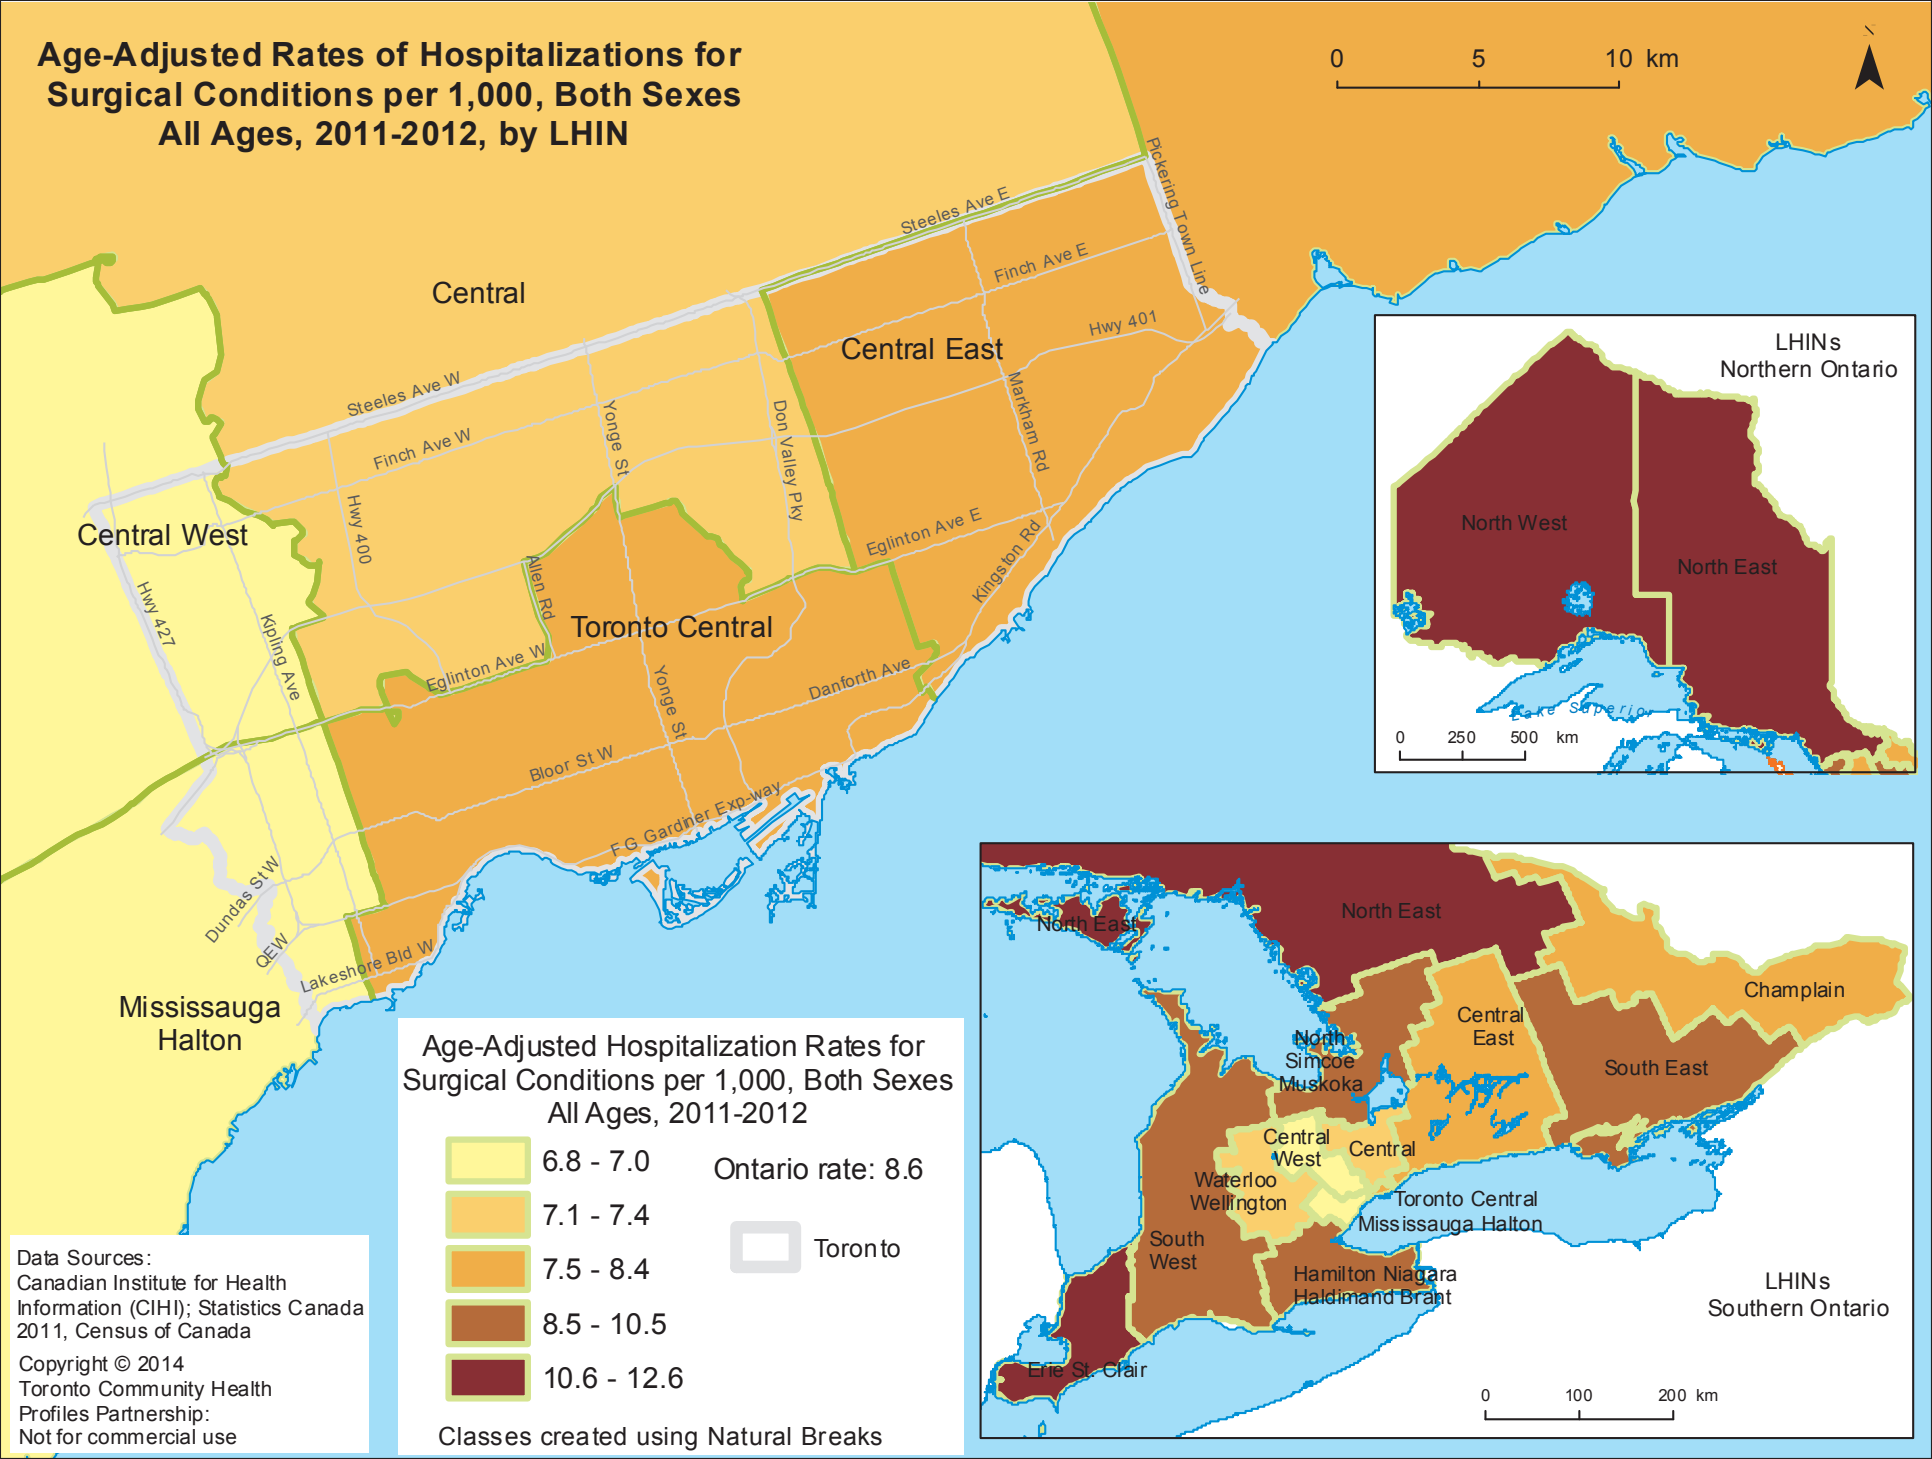 Age-Adjusted Rates of Hospitalizations for
Surgical Conditions per 1,000, Both Sexes
All Ages, 2011-2012, by LHIN
0 5 10 km
N
Pickering Town Line
Steeles Ave E
Finch Ave E
Central
Hwy 401
Central East
Steeles Ave W
Finch Ave W
Yonge St
Don Valley Pky
Markham Rd
Central West
Hwy 400
Eglinton Ave E
Kingston Rd
Hwy 427
Kipling Ave
Allen Rd
Toronto Central
Eglinton Ave W
Yonge St
Danforth Ave
Bloor St W
F G Gardiner Exp-way
Dundas St W
QEW
Lakeshore Bld W
Mississauga
Halton
LHINs
Northern Ontario
North West
North East
Lake Superior
0 250 500 km
North East
North East
Champlain
Central
East
North
Simcoe
Muskoka
South East
Central
West
Central
Waterloo
Wellington
Toronto Central
Mississauga Halton
South
West
Hamilton Niagara
Haldimand Brant
Erie St. Clair
LHINs
Southern Ontario
0 100 200 km
Age-Adjusted Hospitalization Rates for
Surgical Conditions per 1,000, Both Sexes
All Ages, 2011-2012
6.8 - 7.0
7.1 - 7.4
7.5 - 8.4
8.5 - 10.5
10.6 - 12.6
Ontario rate: 8.6
Toronto
Classes created using Natural Breaks
Data Sources:
Canadian Institute for Health
Information (CIHI); Statistics Canada
2011, Census of Canada
Copyright © 2014
Toronto Community Health
Profiles Partnership:
Not for commercial use